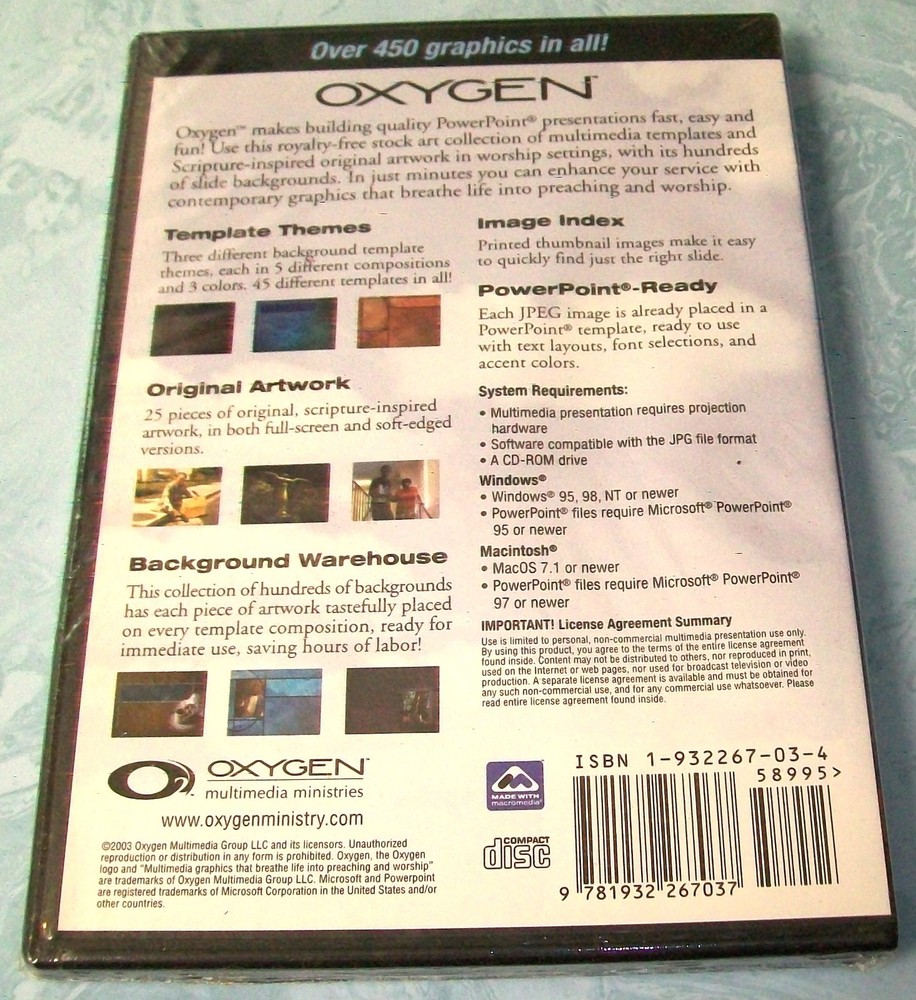 Over 450 graphics in all!
OXYGEN™
Oxygen™ makes building quality PowerPoint® presentations fast, easy and
fun! Use this royalty-free stock art collection of multimedia templates and
Scripture-inspired original artwork in worship settings, with its hundreds
of slide backgrounds. In just minutes you can enhance your service with
contemporary graphics that breathe life into preaching and worship.
Template Themes
Three different background template
themes, each in 5 different compositions
and 3 colors. 45 different templates in all!
Original Artwork
25 pieces of original, scripture-inspired
artwork, in both full-screen and soft-edged
versions.
Background Warehouse
This collection of hundreds of backgrounds
has each piece of artwork tastefully placed
on every template composition, ready for
immediate use, saving hours of labor!
Image Index
Printed thumbnail images make it easy
to quickly find just the right slide.
PowerPoint®-Ready
Each JPEG image is already placed in a
PowerPoint® template, ready to use
with text layouts, font selections, and
accent colors.
System Requirements:
• Multimedia presentation requires projection
hardware
• Software compatible with the JPG file format
• A CD-ROM drive
Windows®
• Windows® 95, 98, NT or newer
• PowerPoint® files require Microsoft® PowerPoint®
95 or newer
Macintosh®
• MacOS 7.1 or newer
• PowerPoint® files require Microsoft® PowerPoint®
97 or newer
IMPORTANT! License Agreement Summary
Use is limited to personal, non-commercial multimedia presentation use only.
By using this product, you agree to the terms of the entire license agreement
found inside. Content may not be distributed to others, nor reproduced in print,
used on the Internet or web pages, nor used for broadcast television or video
production. A separate license agreement is available and must be obtained for
any such non-commercial use, and for any commercial use whatsoever. Please
read entire license agreement found inside.
O2
OXYGEN™
multimedia ministries
www.oxygenministry.com
©2003 Oxygen Multimedia Group LLC and its licensors. Unauthorized
reproduction or distribution in any form is prohibited. Oxygen, the Oxygen
logo and "Multimedia graphics that breathe life into preaching and worship"
are trademarks of Oxygen Multimedia Group LLC. Microsoft and Powerpoint
are registered trademarks of Microsoft Corporation in the United States and/or
other countries.
MADE WITH
macromedia®
COMPACT
disc
ISBN 1-932267-03-4
58995>
9 781932 267037